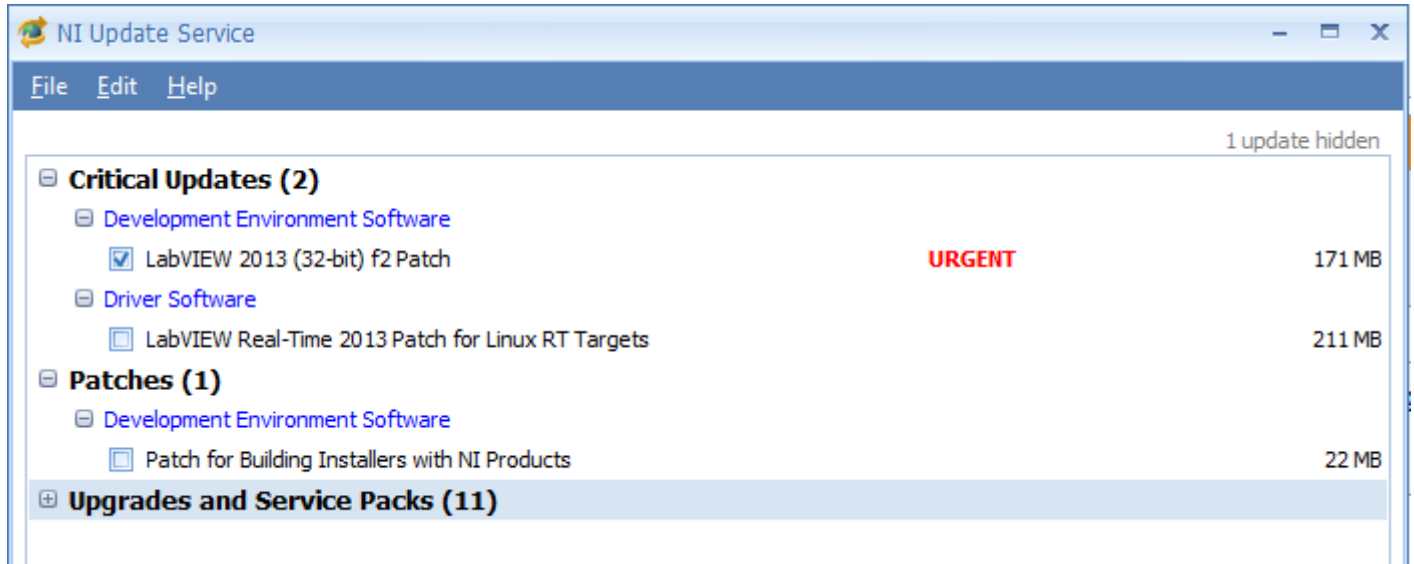 NI Update Service
File Edit Help
1 update hidden
Critical Updates (2)
Development Environment Software
LabVIEW 2013 (32-bit) f2 Patch URGENT 171 MB
Driver Software
LabVIEW Real-Time 2013 Patch for Linux RT Targets 211 MB
Patches (1)
Development Environment Software
Patch for Building Installers with NI Products 22 MB
Upgrades and Service Packs (11)